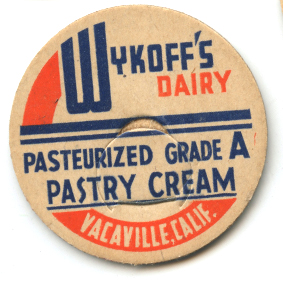 WYKOFF'S
DAIRY
PASTEURIZED GRADE A
PASTRY CREAM
VACAVILLE, CALIF.